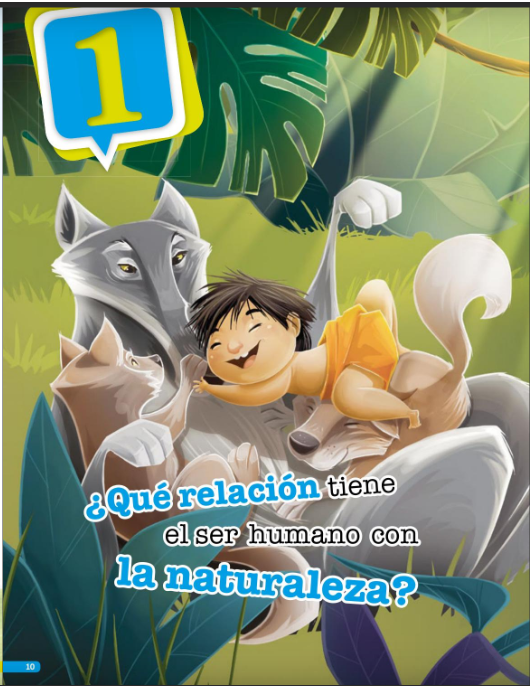 1
¿Qué relación tiene
el ser humano con
la naturaleza?
10